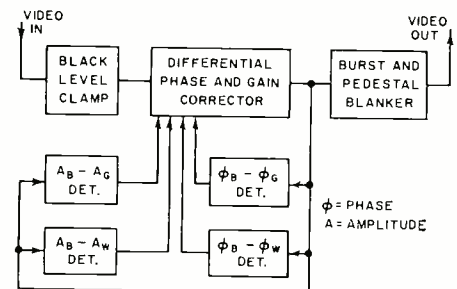 VIDEO
IN
VIDEO
OUT
BLACK
LEVEL
CLAMP
DIFFERENTIAL
PHASE AND GAIN
CORRECTOR
BURST AND
PEDESTAL
BLANKER
A_B – A_G
DET.
ϕ_B – ϕ_G
DET.
ϕ = PHASE
A = AMPLITUDE
A_B – A_W
DET.
ϕ_B – ϕ_W
DET.